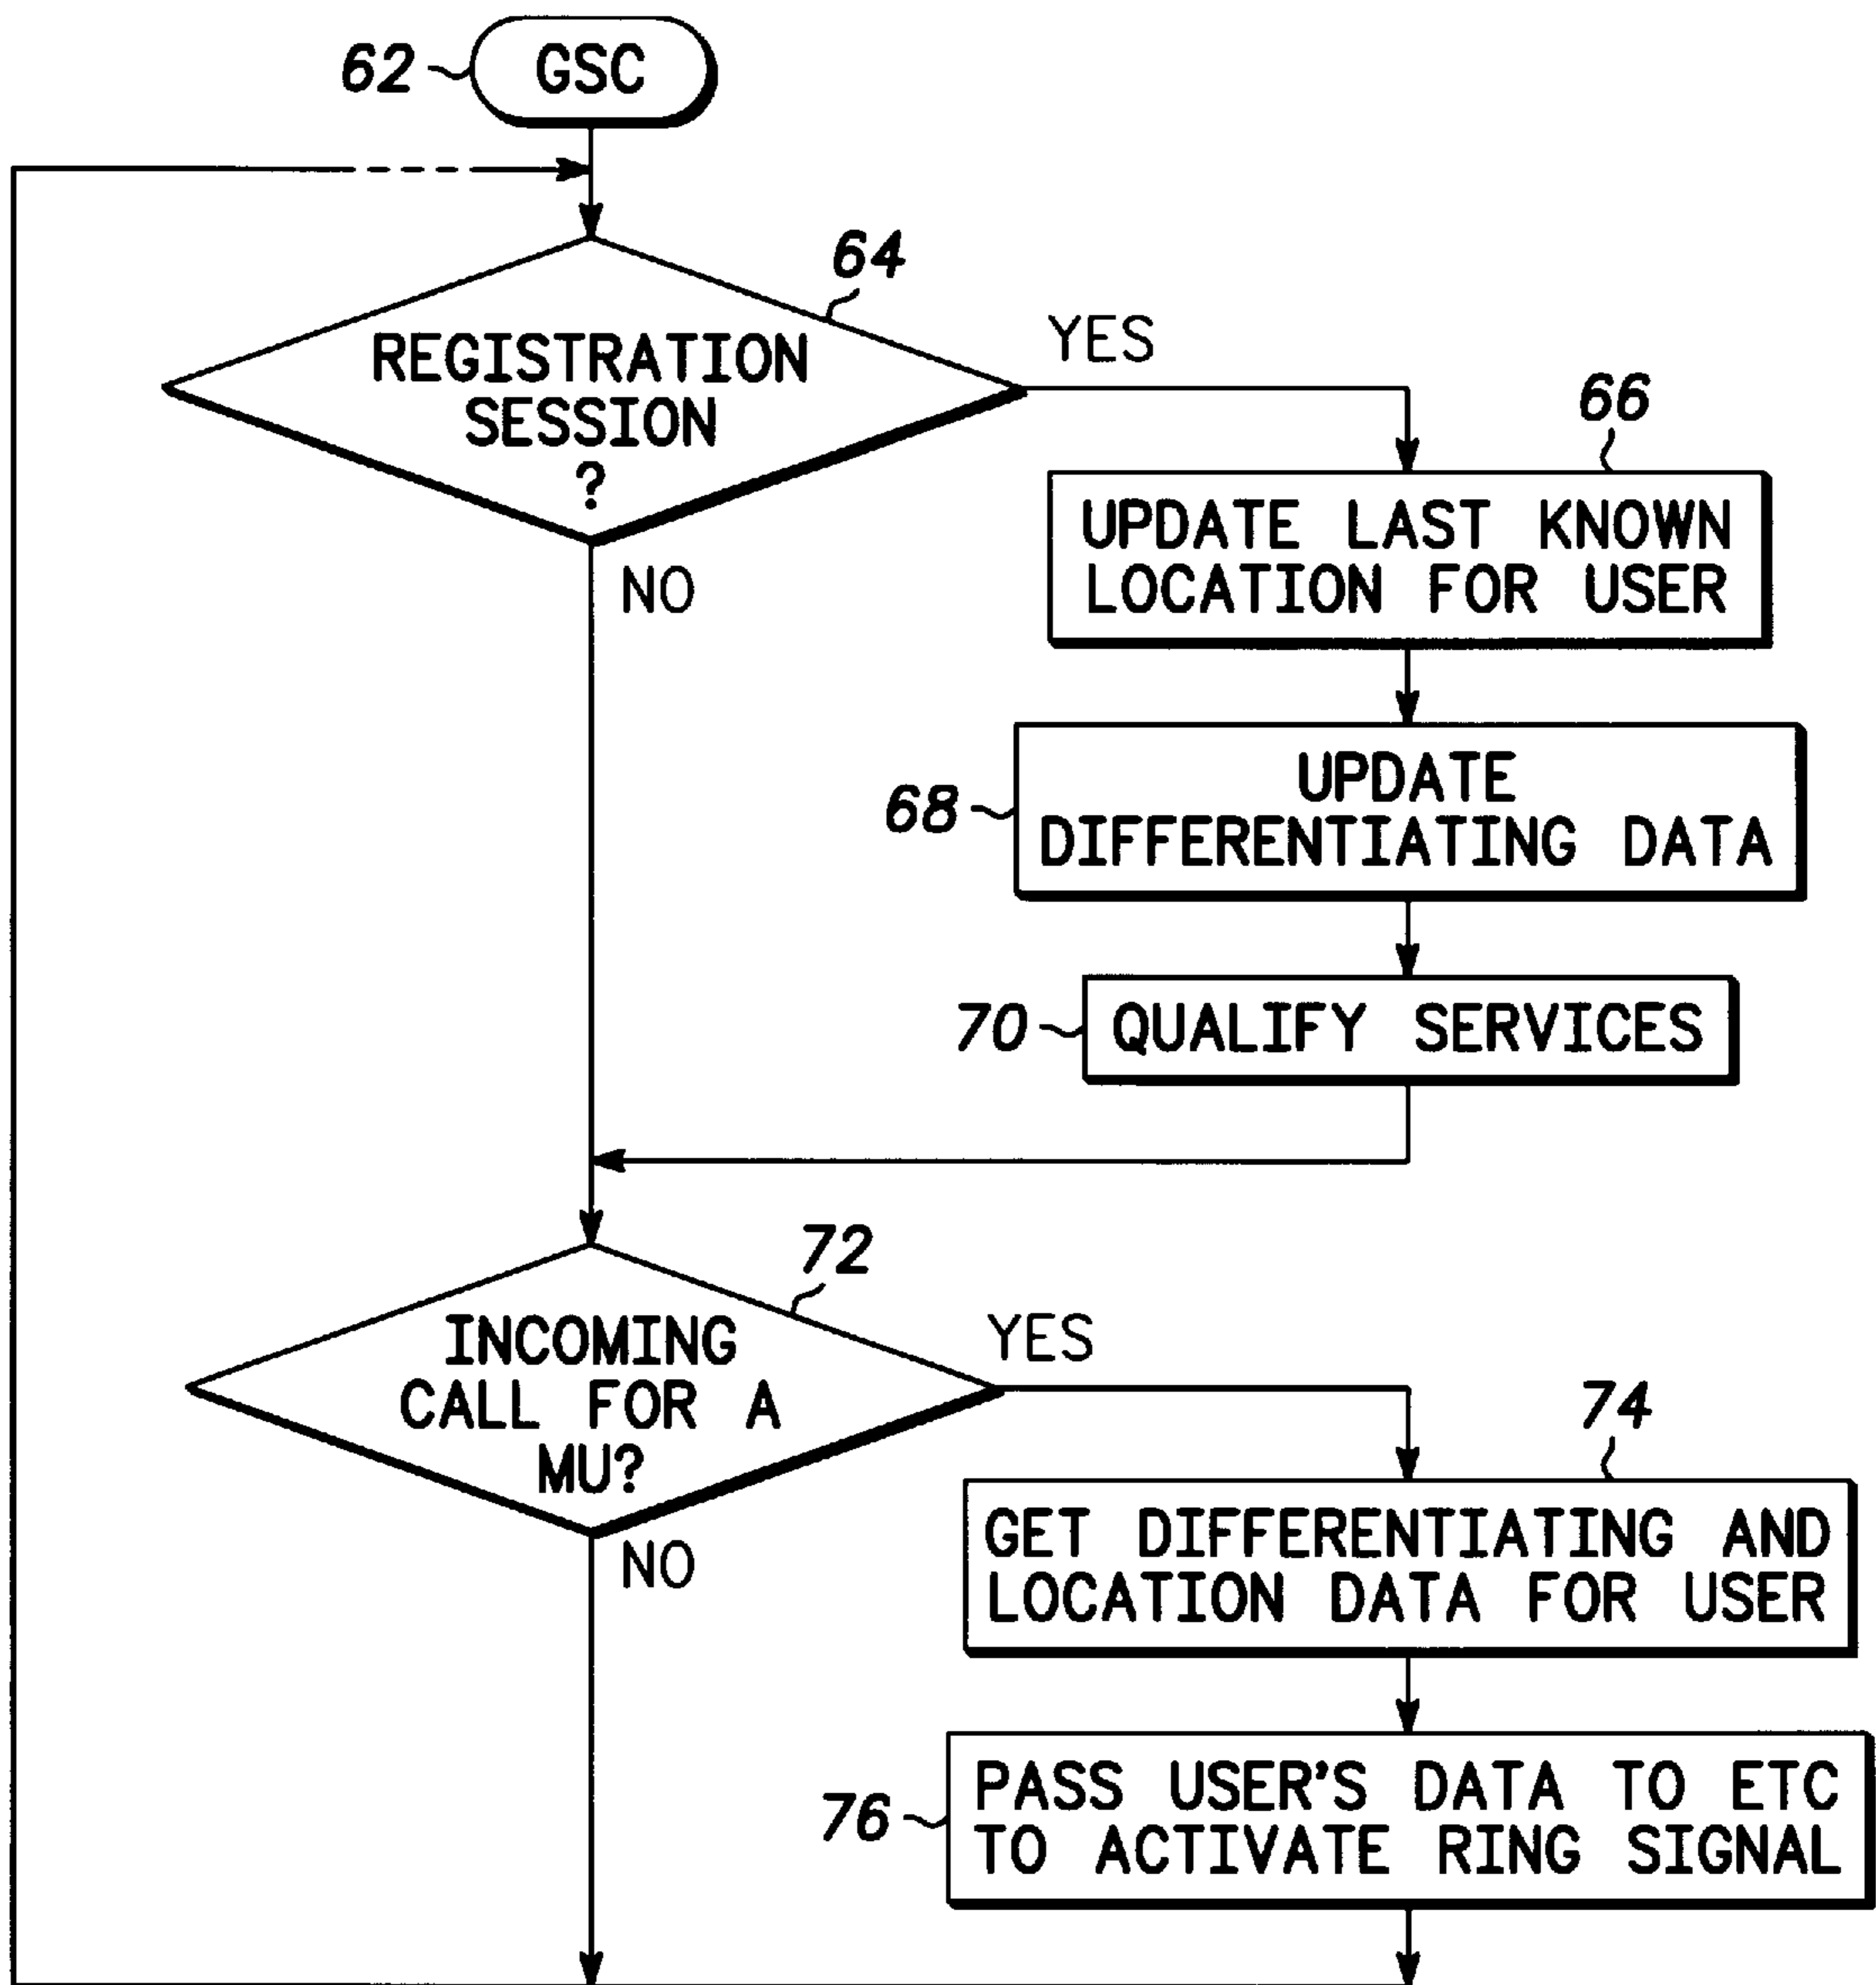 62
GSC
64
REGISTRATION
SESSION
?
YES
NO
66
UPDATE LAST KNOWN
LOCATION FOR USER
68
UPDATE
DIFFERENTIATING DATA
70
QUALIFY SERVICES
72
INCOMING
CALL FOR A
MU?
YES
NO
74
GET DIFFERENTIATING AND
LOCATION DATA FOR USER
76
PASS USER'S DATA TO ETC
TO ACTIVATE RING SIGNAL